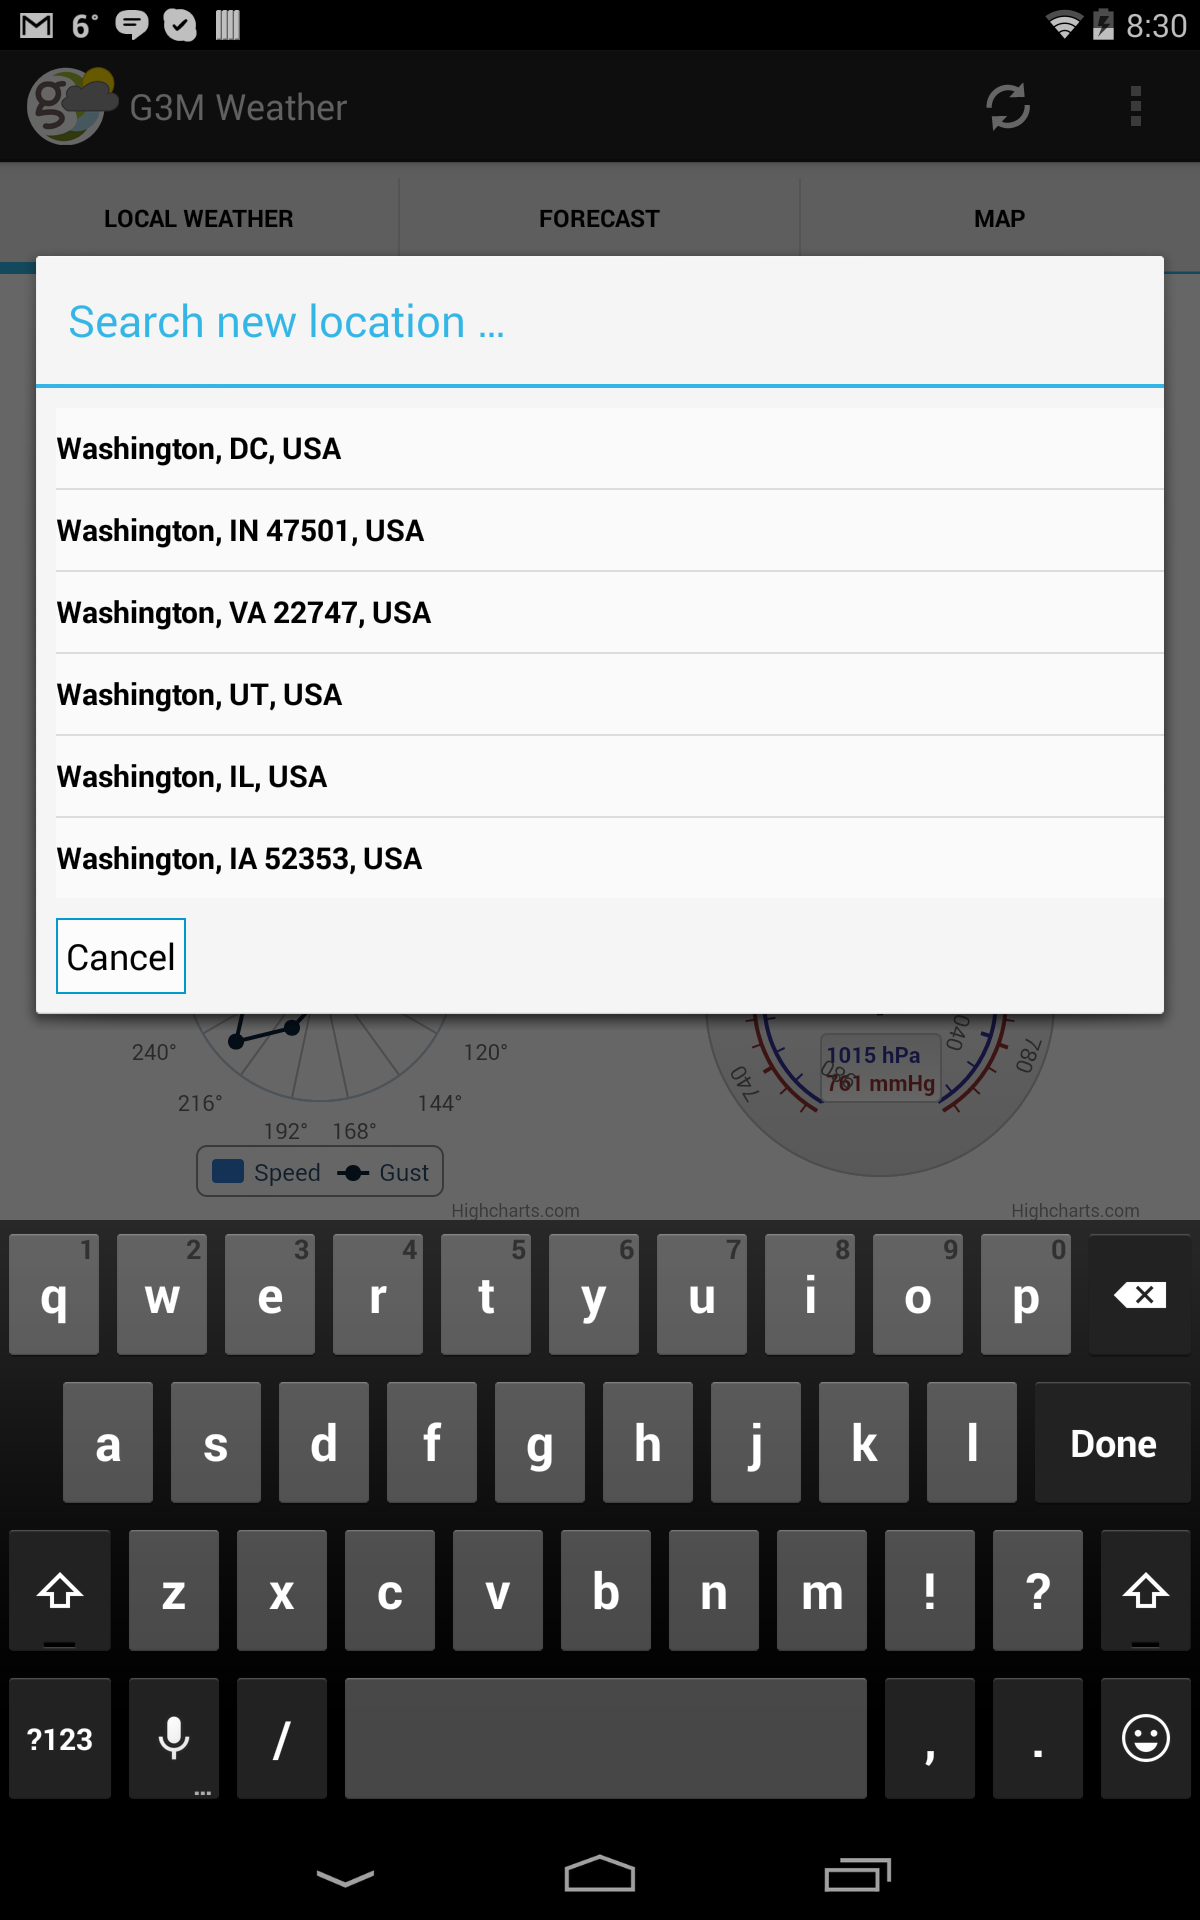 6° 8:30
G3M Weather
LOCAL WEATHER FORECAST MAP
Search new location ...
Washington, DC, USA
Washington, IN 47501, USA
Washington, VA 22747, USA
Washington, UT, USA
Washington, IL, USA
Washington, IA 52353, USA
Cancel
240° 120°
216° 144°
192° 168°
Speed Gust
Highcharts.com
740 980 1040 780
1015 hPa
761 mmHg
Highcharts.com
1 2 3 4 5 6 7 8 9 0
q w e r t y u i o p
a s d f g h j k l Done
z x c v b n m ! ?
?123 ... / , .